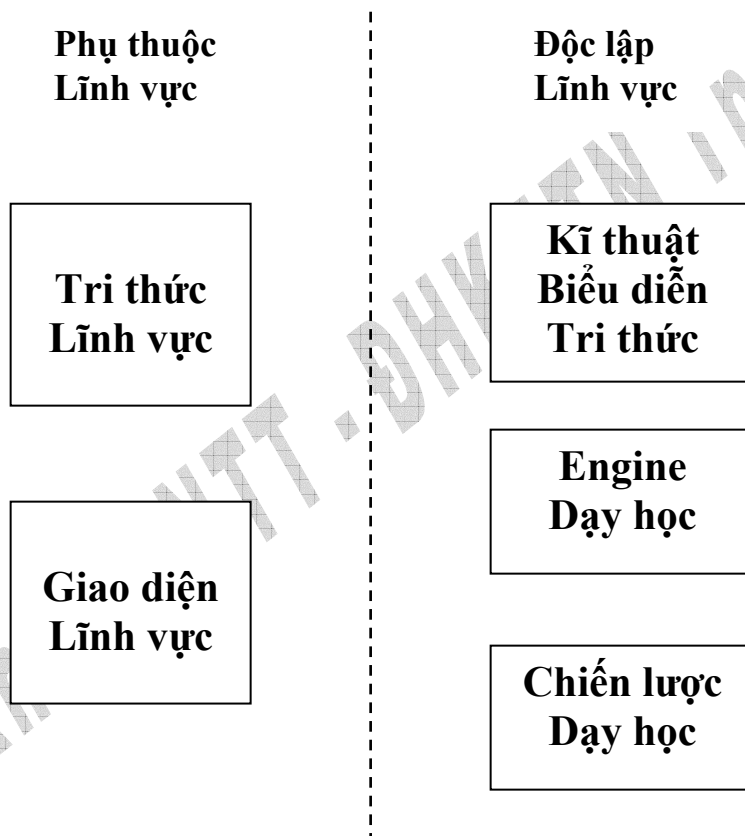 Phụ thuộc
Lĩnh vực
Độc lập
Lĩnh vực
Tri thức
Lĩnh vực
Giao diện
Lĩnh vực
Kĩ thuật
Biểu diễn
Tri thức
Engine
Dạy học
Chiến lược
Dạy học